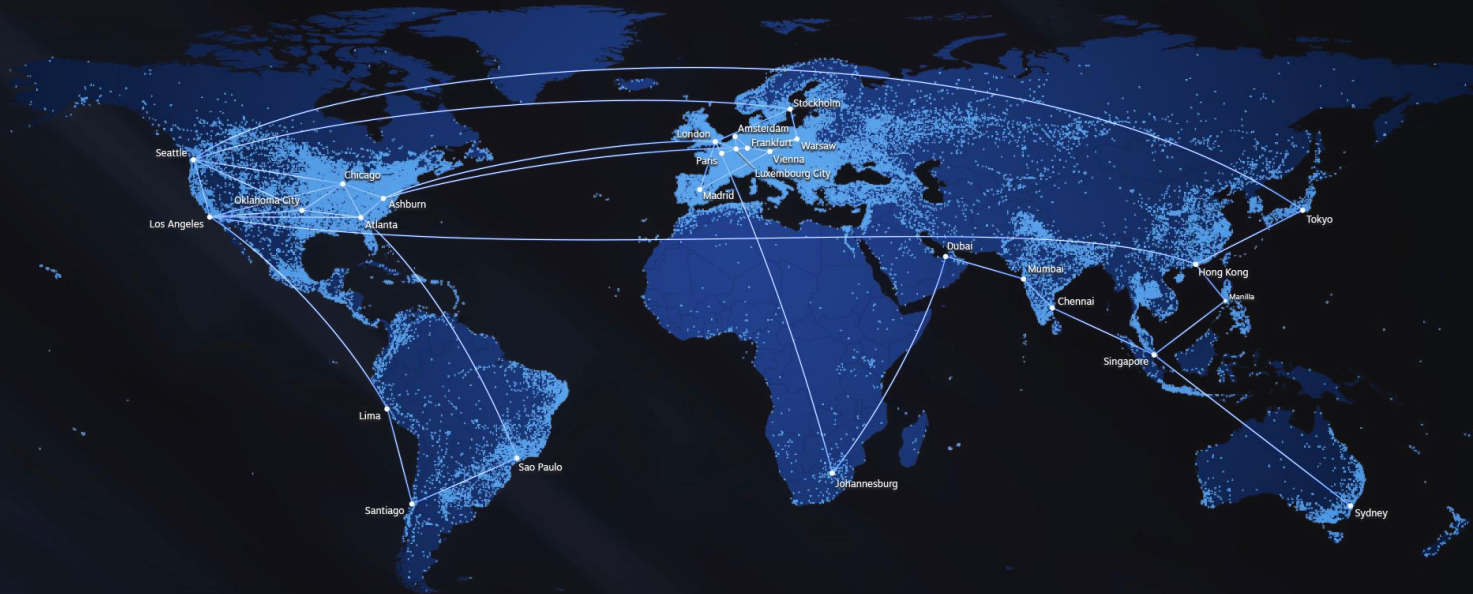 Stockholm
Amsterdam
London
Frankfurt
Warsaw
Seattle
Paris
Vienna
Luxembourg City
Chicago
Madrid
Oklahoma City
Ashburn
Los Angeles
Atlanta
Tokyo
Dubai
Mumbai
Hong Kong
Manilla
Chennai
Singapore
Lima
Sao Paulo
Johannesburg
Santiago
Sydney